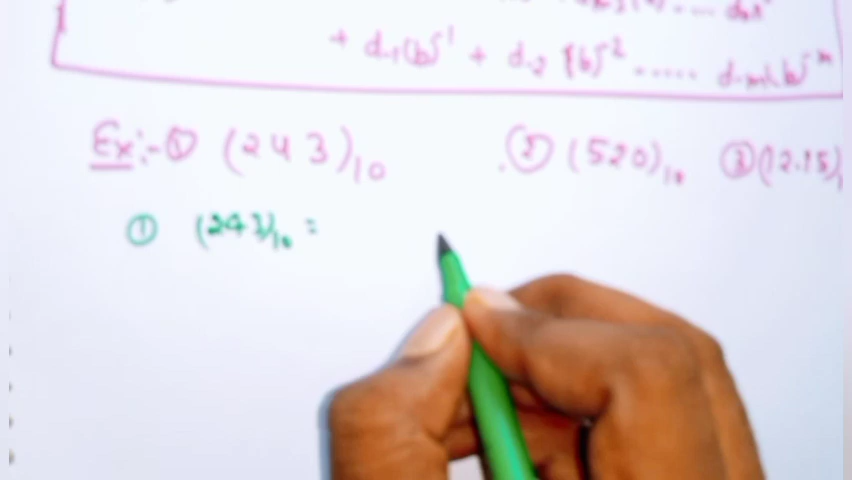 + d₋₁(b)⁻¹ + d₋₂ (b)⁻² ..... d₋m(b)⁻ᵐ
Ex:- ① (243)₁₀ ② (520)₁₀ ③ (12.15)
① (243)₁₀ =